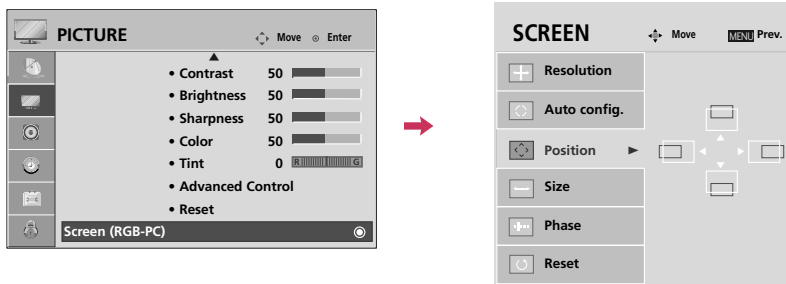 PICTURE
Move
Enter
• Contrast 50
• Brightness 50
• Sharpness 50
• Color 50
• Tint 0 R G
• Advanced Control
• Reset
Screen (RGB-PC)
SCREEN
Move
MENU Prev.
Resolution
Auto config.
Position
Size
Phase
Reset